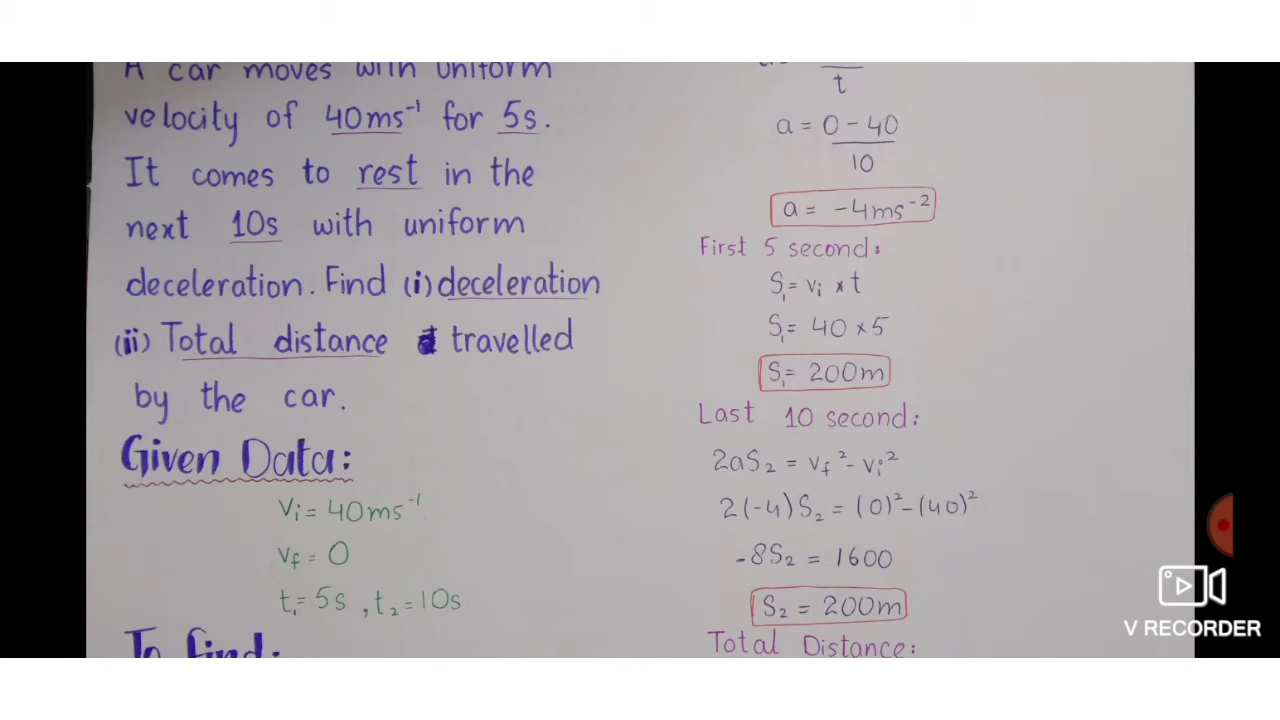 A car moves with uniform
velocity of 40ms⁻¹ for 5s.
It comes to rest in the
next 10s with uniform
deceleration. Find (i) deceleration
(ii) Total distance travelled
by the car.
Given Data:
vi = 40ms⁻¹
vf = 0
t₁ = 5s , t₂ = 10s
To find:
t
a = 0 - 40
10
a = -4ms⁻²
First 5 second:
S₁ = vi × t
S₁ = 40 × 5
S₁ = 200m
Last 10 second:
2aS₂ = vf² - vi²
2(-4)S₂ = (0)² - (40)²
-8S₂ = 1600
S₂ = 200m
Total Distance:
V RECORDER